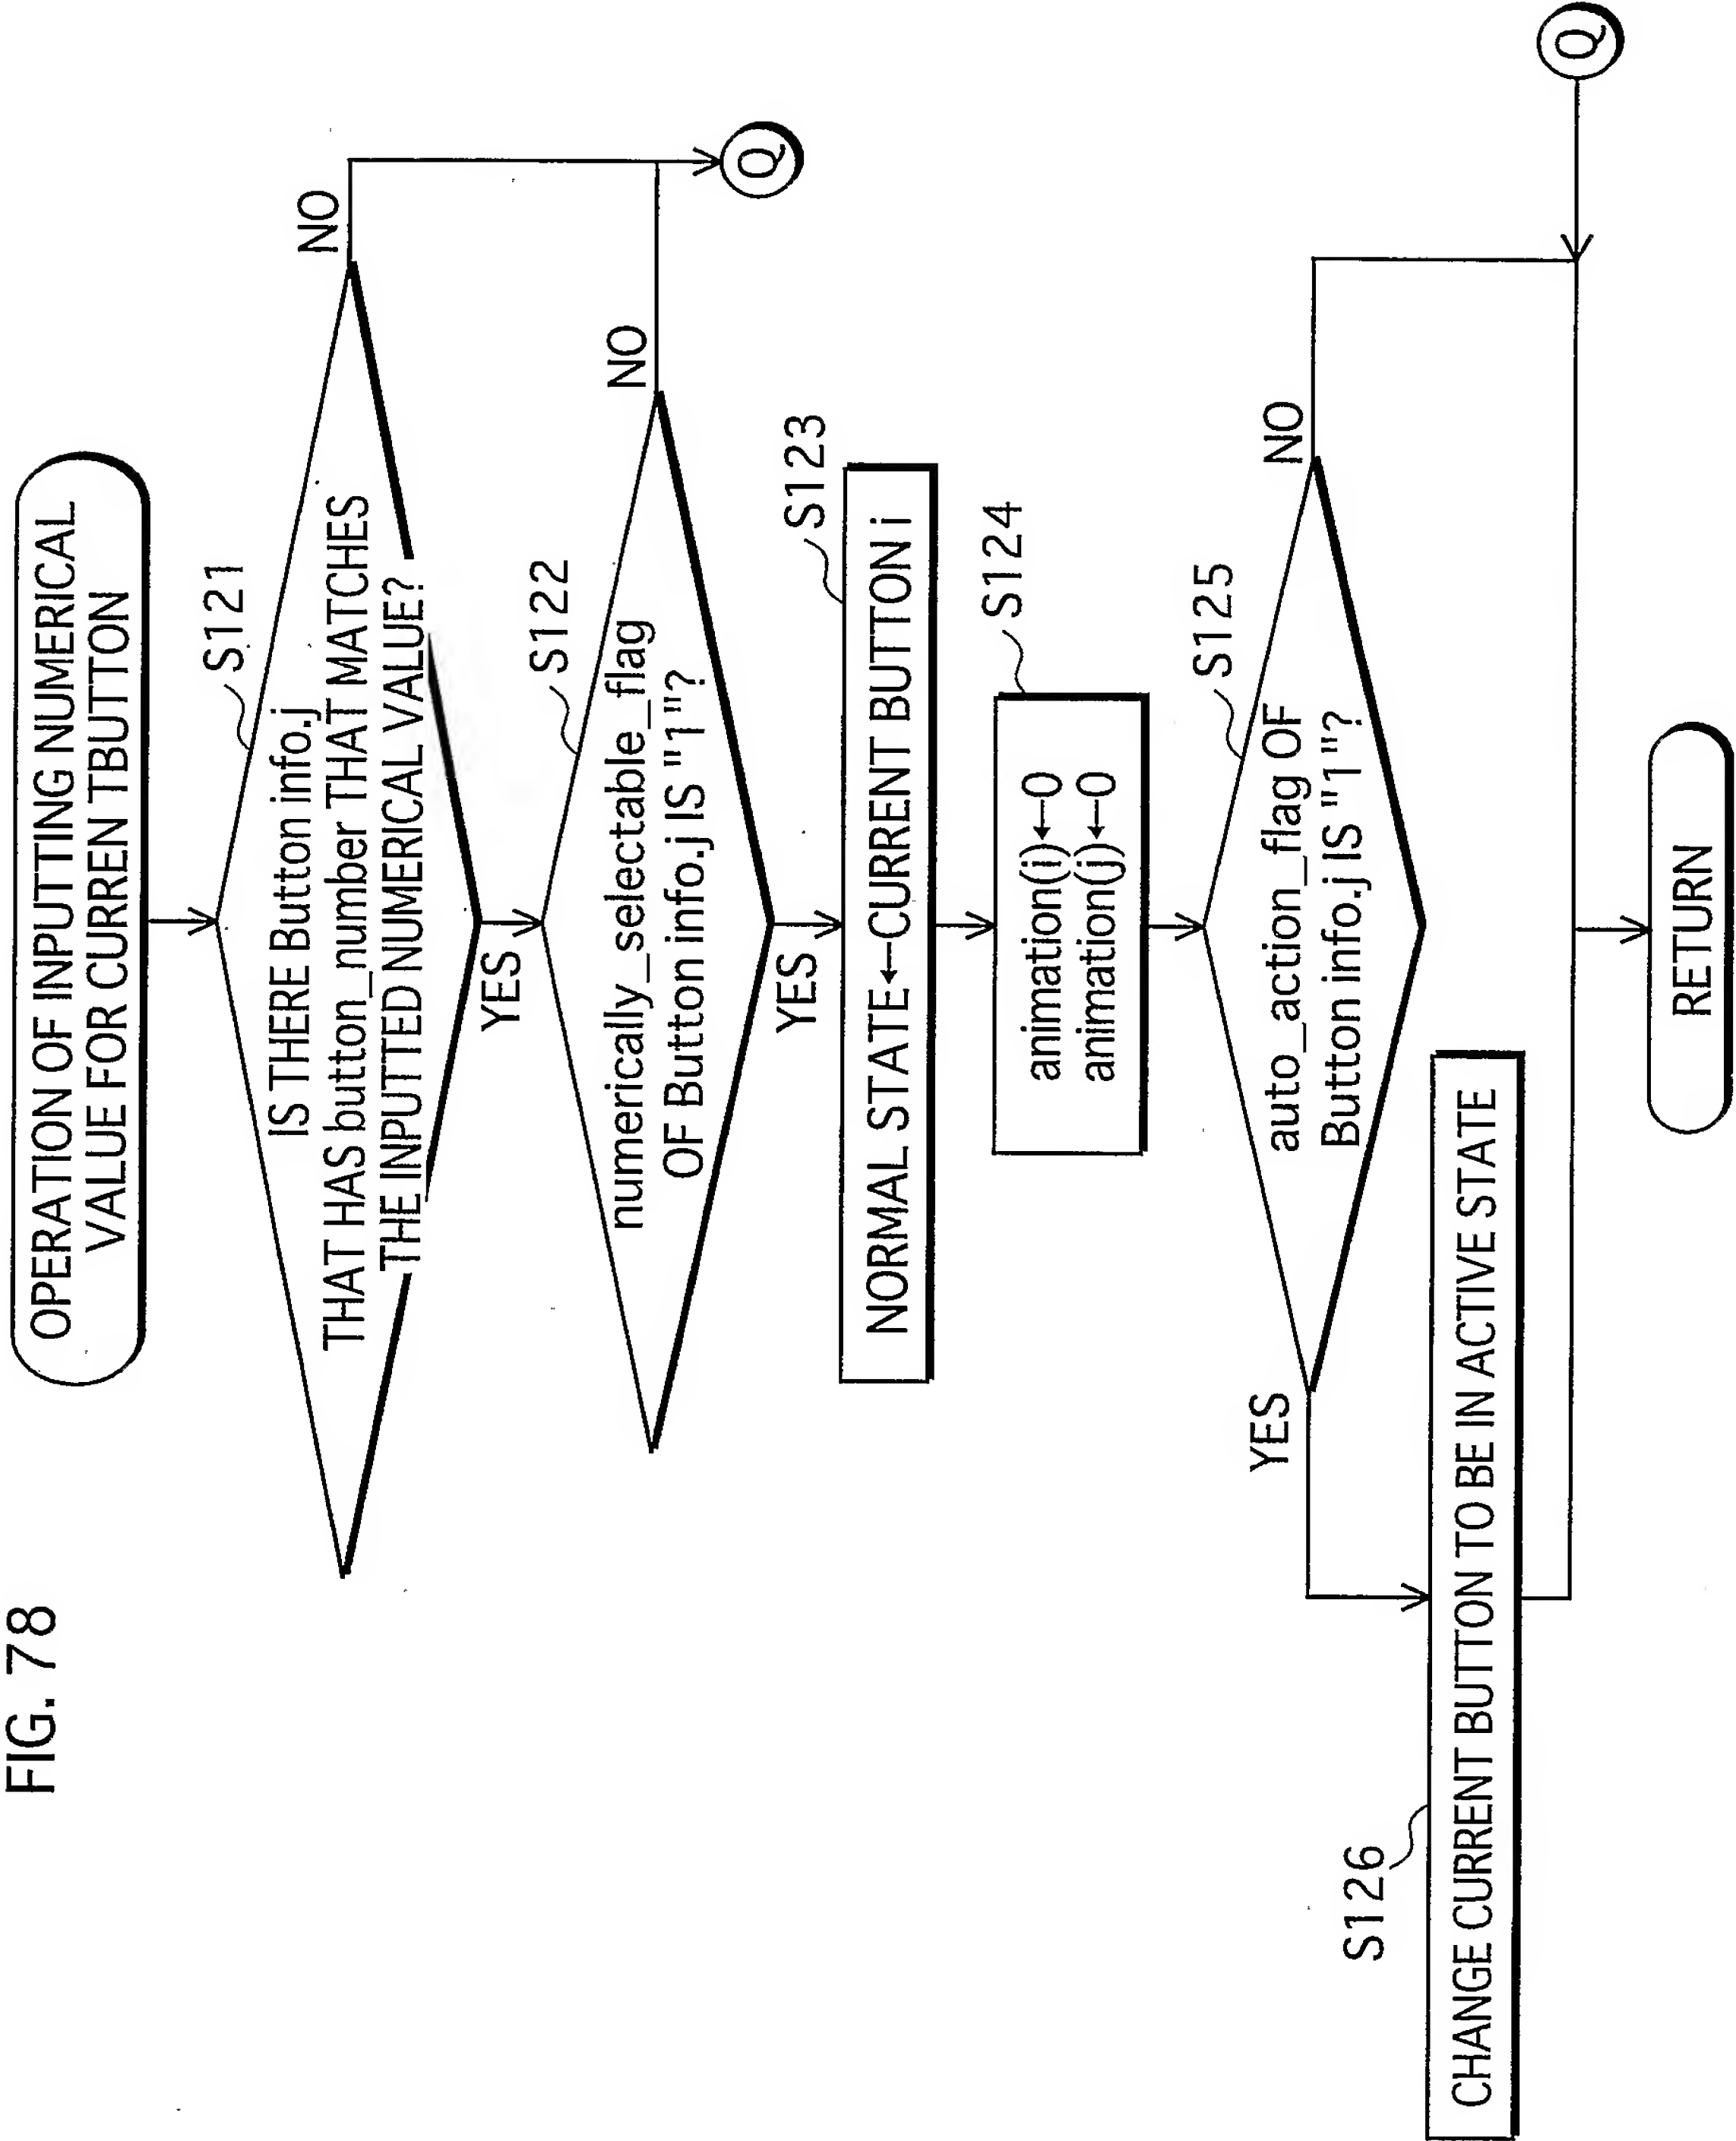 FIG. 78
OPERATION OF INPUTTING NUMERICAL
VALUE FOR CURREN TBUTTON
S121
IS THERE Button info.j
THAT HAS button_number THAT MATCHES
THE INPUTTED NUMERICAL VALUE?
NO
YES
S122
numerically_selectable_flag
OF Button info.j IS "1"?
NO
Q
YES
S123
NORMAL STATE←CURRENT BUTTON i
S124
animation(i)←0
animation(j)←0
S125
auto_action_flag OF
Button info.j IS "1"?
NO
YES
S126
CHANGE CURRENT BUTTON TO BE IN ACTIVE STATE
Q
RETURN